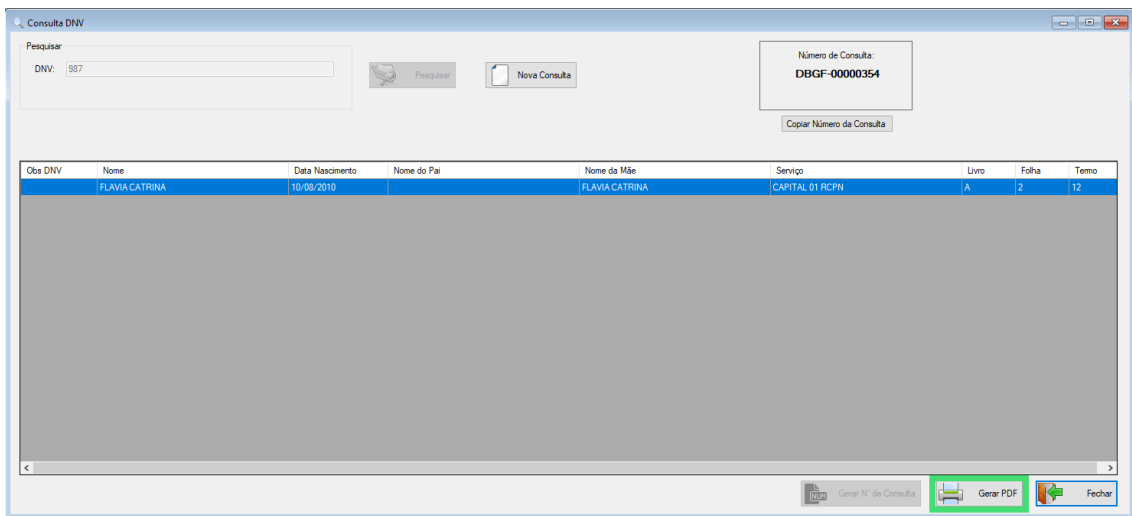 Consulta DNV
Pesquisar
DNV: 987
Pesquisar
Nova Consulta
Número de Consulta:
DBGF-00000354
Copiar Número da Consulta
Obs DNV Nome Data Nascimento Nome do Pai Nome da Mãe Serviço Livro Folha Termo
FLAVIA CATRINA 10/08/2010 FLAVIA CATRINA CAPITAL 01 RCPN A 2 12
NUM Gerar N° de Consulta Gerar PDF Fechar